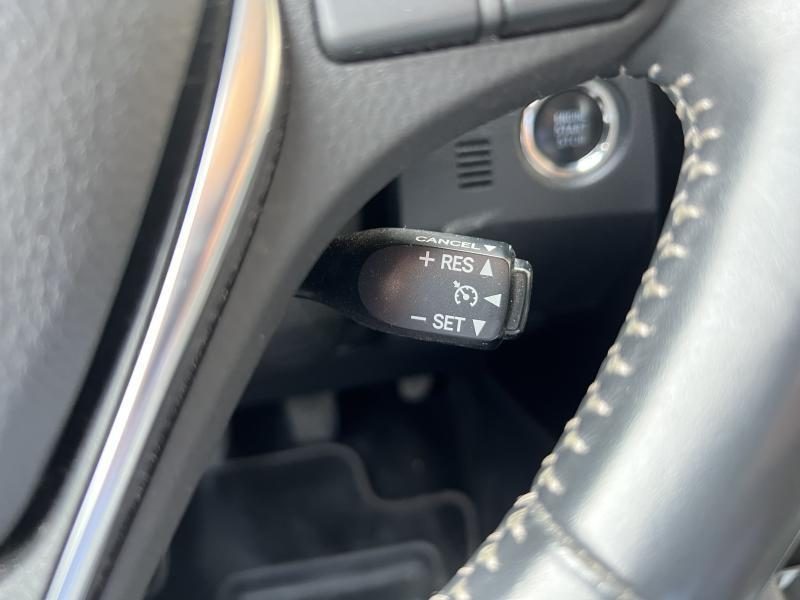 ENGINE
START
STOP
CANCEL ▼
+ RES ▲
◀
− SET ▼